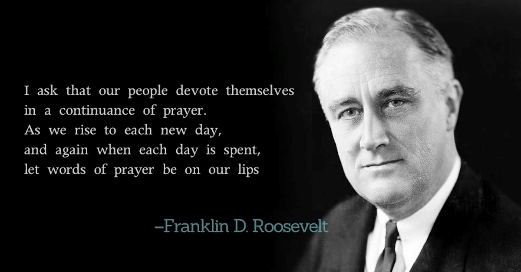 I ask that our people devote themselves
in a continuance of prayer.
As we rise to each new day,
and again when each day is spent,
let words of prayer be on our lips
–Franklin D. Roosevelt